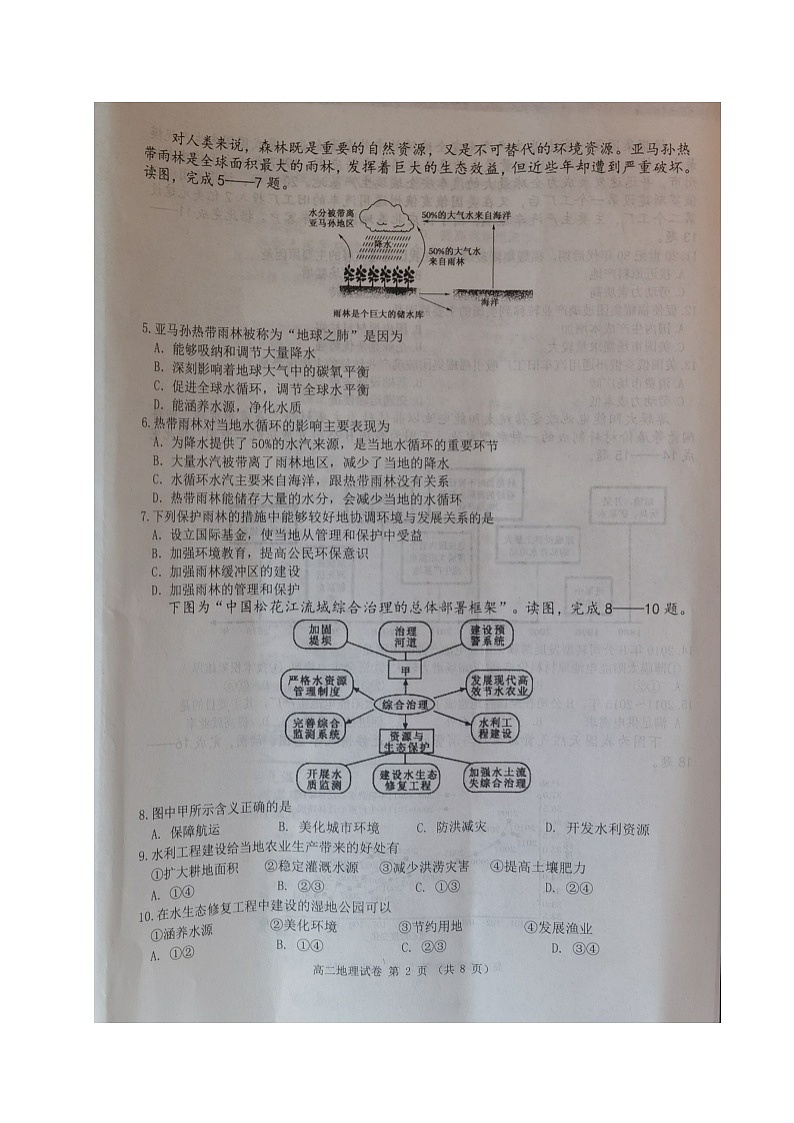 对人类来说，森林既是重要的自然资源，又是不可替代的环境资源。亚马孙热
带雨林是全球面积最大的雨林，发挥着巨大的生态效益，但近些年却遭到严重破坏。
读图，完成5——7题。
水分被带离
亚马孙地区
50%的大气水来自海洋
降水
50%的大气水
来自雨林
海洋
雨林是个巨大的储水库
5.亚马孙热带雨林被称为“地球之肺”是因为
A. 能够吸纳和调节大量降水
B. 深刻影响着地球大气中的碳氧平衡
C. 促进全球水循环，调节全球水平衡
D. 能涵养水源，净化水质
6.热带雨林对当地水循环的影响主要表现为
A. 为降水提供了50%的水汽来源，是当地水循环的重要环节
B. 大量水汽被带离了雨林地区，减少了当地的降水
C. 水循环水汽主要来自海洋，跟热带雨林没有关系
D. 热带雨林能储存大量的水分，会减少当地的水循环
7.下列保护雨林的措施中能够较好地协调环境与发展关系的是
A. 设立国际基金，使当地从管理和保护中受益
B. 加强环境教育，提高公民环保意识
C. 加强雨林缓冲区的建设
D. 加强雨林的管理和保护
下图为“中国松花江流域综合治理的总体部署框架”。读图，完成8——10题。
加固
堤坝
治理
河道
建设预
警系统
甲
严格水资源
管理制度
发展现代高
效节水农业
综合治理
完善综合
监测系统
水利工
程建设
资源与
生态保护
开展水
质监测
建设水生态
修复工程
加强水土流
失综合治理
8.图中甲所示含义正确的是
A. 保障航运 B. 美化城市环境 C. 防洪减灾 D. 开发水利资源
9.水利工程建设给当地农业生产带来的好处有
①扩大耕地面积 ②稳定灌溉水源 ③减少洪涝灾害 ④提高土壤肥力
A. ①④ B. ②③ C. ①③ D. ②④
10.在水生态修复工程中建设的湿地公园可以
①涵养水源 ②美化环境 ③节约用地 ④发展渔业
A. ①② B. ①④ C. ②③ D. ③④
高二地理试卷 第 2 页 （共 8 页）